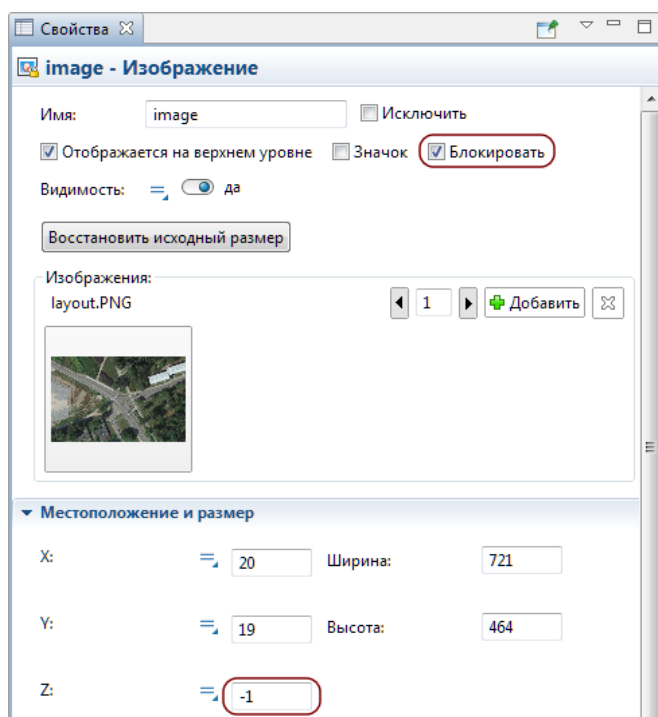 Свойства
image - Изображение
Имя: image Исключить
Отображается на верхнем уровне Значок Блокировать
Видимость: да
Восстановить исходный размер
Изображения:
layout.PNG 1 Добавить
Местоположение и размер
X: 20 Ширина: 721
Y: 19 Высота: 464
Z: -1